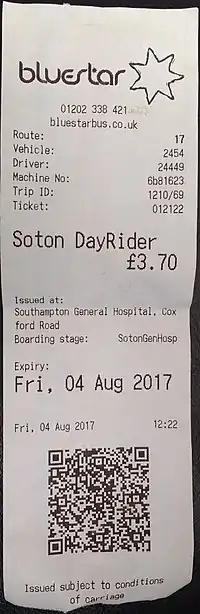 bluestar
01202 338 421
bluestarbus.co.uk
Route: 17
Vehicle: 2454
Driver: 24449
Machine No: 6b81623
Trip ID: 1210/69
Ticket: 012122
Soton DayRider
£3.70
Issued at:
Southampton General Hospital, Cox
ford Road
Boarding stage: SotonGenHosp
Expiry:
Fri, 04 Aug 2017
Fri, 04 Aug 2017 12:22
Issued subject to conditions
of carriage